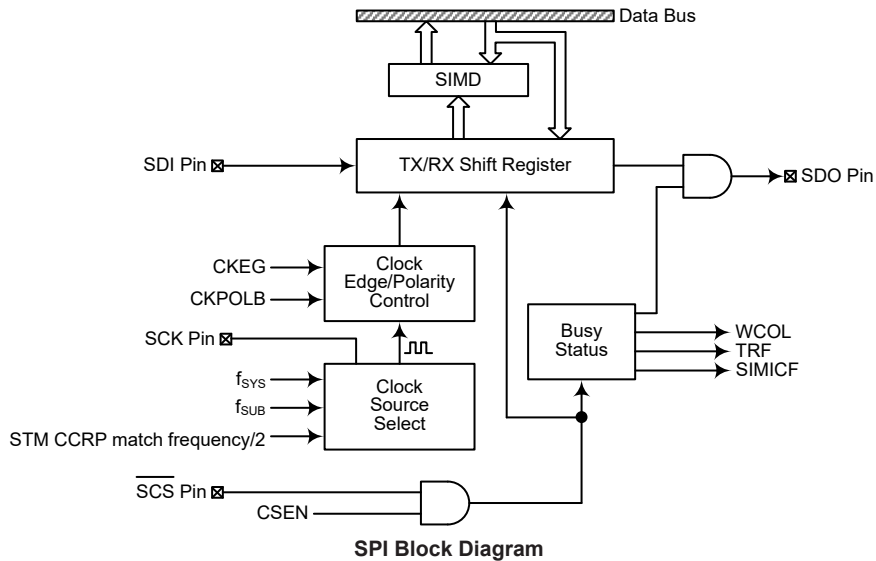 Data Bus
SIMD
SDI Pin
TX/RX Shift Register
SDO Pin
CKEG
CKPOLB
Clock
Edge/Polarity
Control
SCK Pin
Busy
Status
WCOL
TRF
SIMICF
fSYS
fSUB
STM CCRP match frequency/2
Clock
Source
Select
SCS Pin
CSEN
SPI Block Diagram